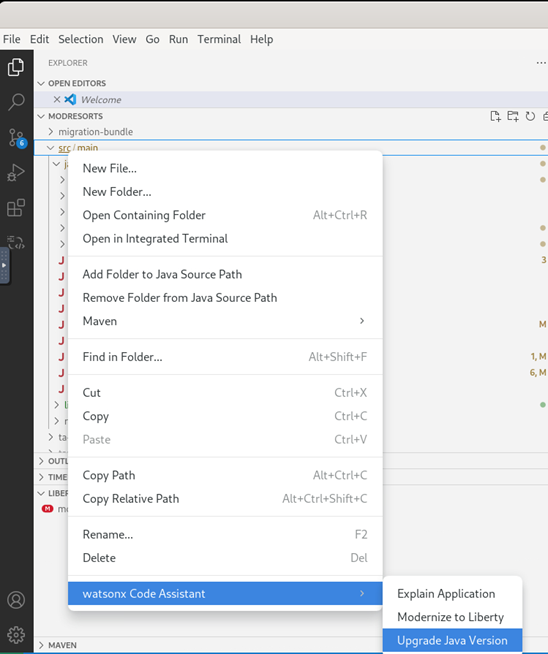 File Edit Selection View Go Run Terminal Help
EXPLORER
OPEN EDITORS
Welcome
MODRESORTS
migration-bundle
src / main
New File...
New Folder...
Open Containing Folder Alt+Ctrl+R
Open in Integrated Terminal
3
Add Folder to Java Source Path
Remove Folder from Java Source Path
Maven
M
Find in Folder... Alt+Shift+F
1, M
6, M
Cut Ctrl+X
Copy Ctrl+C
Paste Ctrl+V
Copy Path Alt+Ctrl+C
Copy Relative Path Alt+Ctrl+Shift+C
Rename... F2
Delete Del
watsonx Code Assistant
Explain Application
Modernize to Liberty
Upgrade Java Version
MAVEN
6